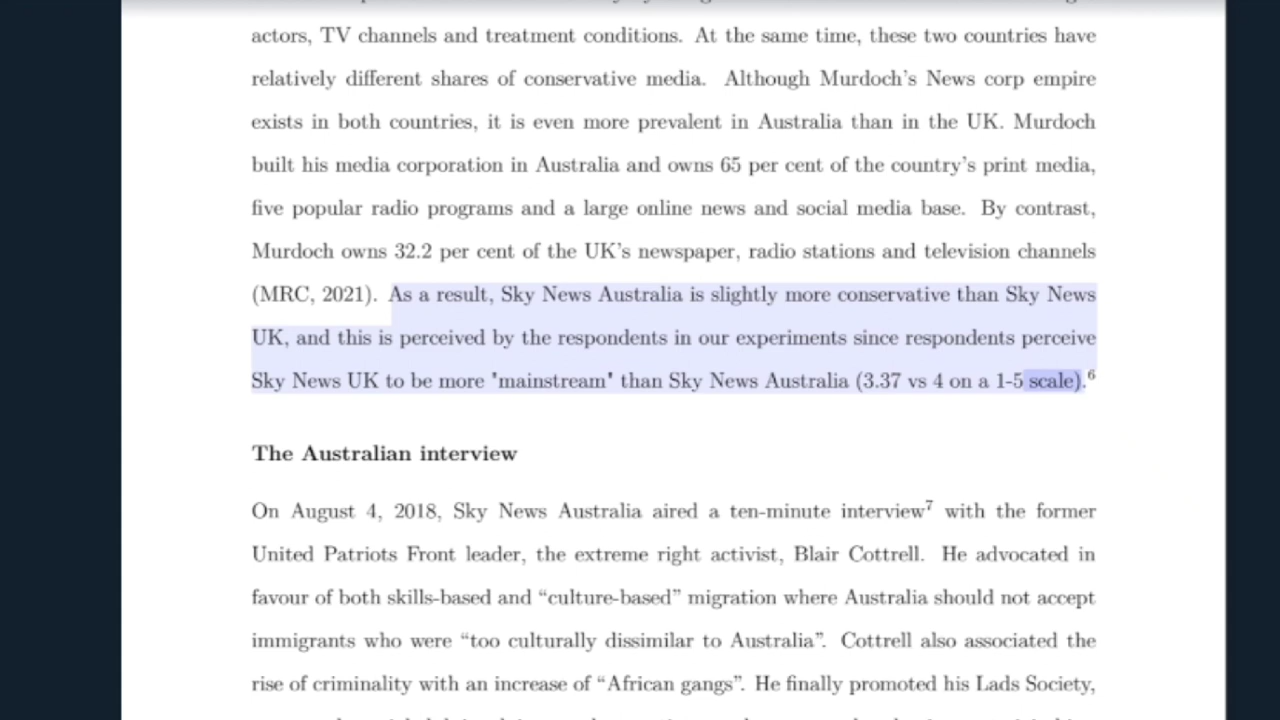 actors, TV channels and treatment conditions. At the same time, these two countries have
relatively different shares of conservative media. Although Murdoch's News corp empire
exists in both countries, it is even more prevalent in Australia than in the UK. Murdoch
built his media corporation in Australia and owns 65 per cent of the country's print media,
five popular radio programs and a large online news and social media base. By contrast,
Murdoch owns 32.2 per cent of the UK's newspaper, radio stations and television channels
(MRC, 2021). As a result, Sky News Australia is slightly more conservative than Sky News
UK, and this is perceived by the respondents in our experiments since respondents perceive
Sky News UK to be more "mainstream" than Sky News Australia (3.37 vs 4 on a 1-5 scale).6
The Australian interview
On August 4, 2018, Sky News Australia aired a ten-minute interview7 with the former
United Patriots Front leader, the extreme right activist, Blair Cottrell. He advocated in
favour of both skills-based and “culture-based” migration where Australia should not accept
immigrants who were “too culturally dissimilar to Australia”. Cottrell also associated the
rise of criminality with an increase of “African gangs”. He finally promoted his Lads Society,